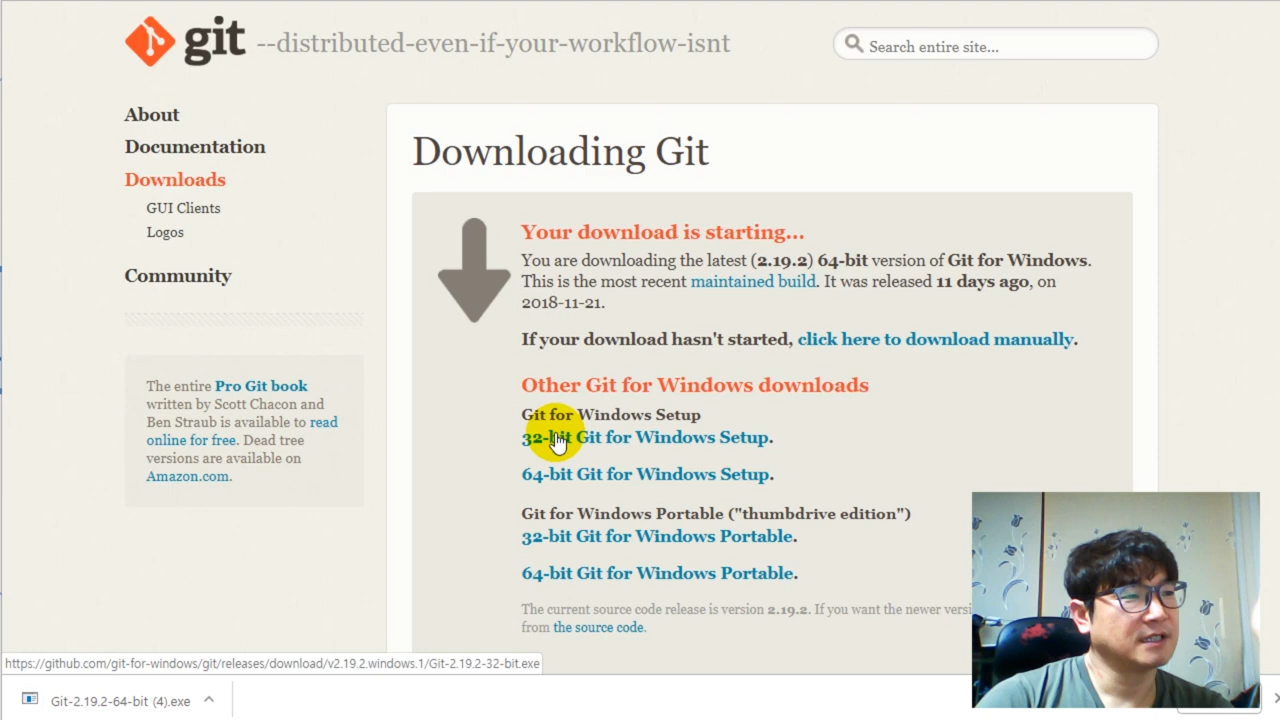 git --distributed-even-if-your-workflow-isnt
Search entire site...
About
Documentation
Downloads
GUI Clients
Logos
Community
The entire Pro Git book
written by Scott Chacon and
Ben Straub is available to read
online for free. Dead tree
versions are available on
Amazon.com.
Downloading Git
Your download is starting...
You are downloading the latest (2.19.2) 64-bit version of Git for Windows.
This is the most recent maintained build. It was released 11 days ago, on
2018-11-21.
If your download hasn't started, click here to download manually.
Other Git for Windows downloads
Git for Windows Setup
32-bit Git for Windows Setup.
64-bit Git for Windows Setup.
Git for Windows Portable ("thumbdrive edition")
32-bit Git for Windows Portable.
64-bit Git for Windows Portable.
The current source code release is version 2.19.2. If you want the newer
from the source code.
https://github.com/git-for-windows/git/releases/download/v2.19.2.windows.1/Git-2.19.2-32-bit.exe
Git-2.19.2-64-bit (4).exe